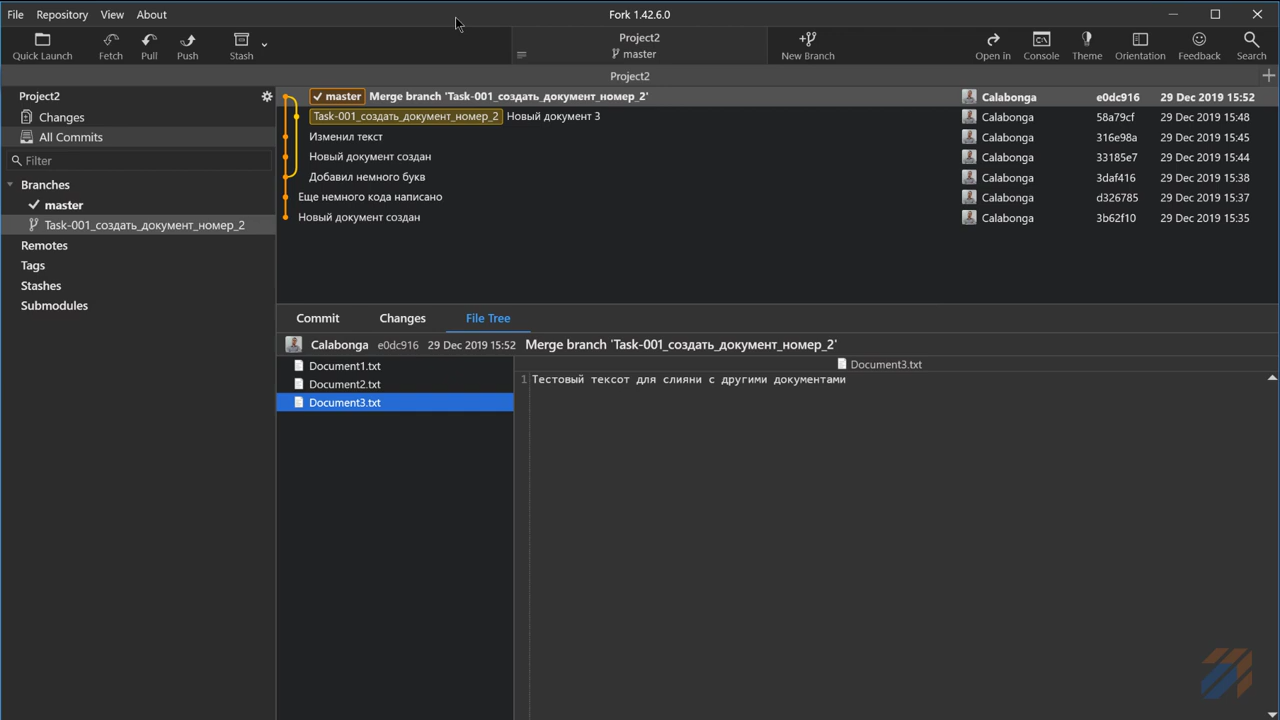 File Repository View About Fork 1.42.6.0
Quick Launch Fetch Pull Push Stash Project2 master New Branch Open in Console Theme Orientation Feedback Search
Project2
Project2
Changes
All Commits
Filter
Branches
master
Task-001_создать_документ_номер_2
Remotes
Tags
Stashes
Submodules
master Merge branch 'Task-001_создать_документ_номер_2' Calabonga e0dc916 29 Dec 2019 15:52
Task-001_создать_документ_номер_2 Новый документ 3 Calabonga 58a79cf 29 Dec 2019 15:48
Изменил текст Calabonga 316e98a 29 Dec 2019 15:45
Новый документ создан Calabonga 33185e7 29 Dec 2019 15:44
Добавил немного букв Calabonga 3daf416 29 Dec 2019 15:38
Еще немного кода написано Calabonga d326785 29 Dec 2019 15:37
Новый документ создан Calabonga 3b62f10 29 Dec 2019 15:35
Commit Changes File Tree
Calabonga e0dc916 29 Dec 2019 15:52 Merge branch 'Task-001_создать_документ_номер_2'
Document1.txt
Document2.txt
Document3.txt
Document3.txt
1 Тестовый тексот для слияни с другими документами